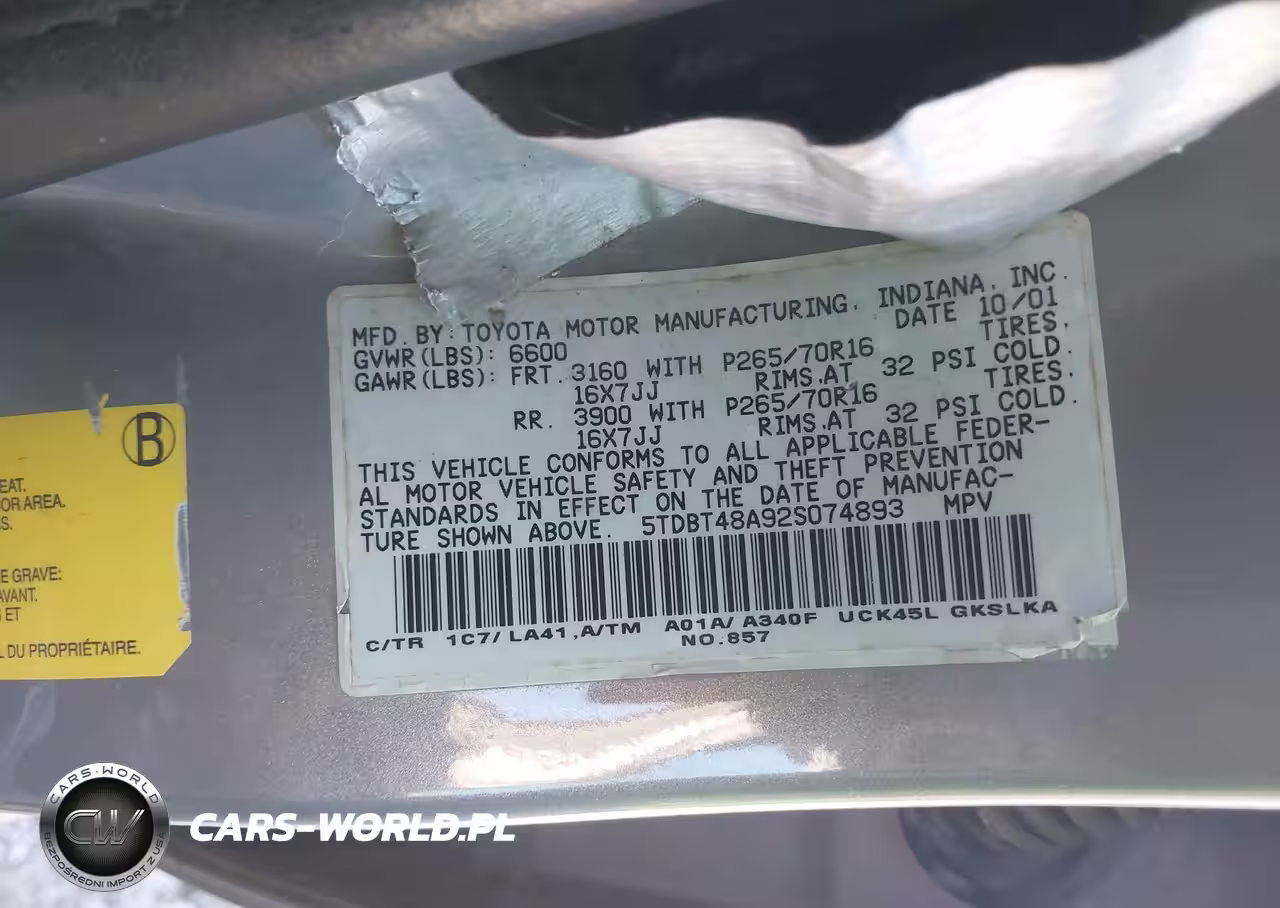 MFD. BY: TOYOTA MOTOR MANUFACTURING, INDIANA, INC.
GVWR(LBS): 6600 DATE 10/01
GAWR(LBS): FRT. 3160 WITH P265/70R16 TIRES.
16X7JJ RIMS.AT 32 PSI COLD.
RR. 3900 WITH P265/70R16 TIRES.
16X7JJ RIMS.AT 32 PSI COLD.
THIS VEHICLE CONFORMS TO ALL APPLICABLE FEDER-
AL MOTOR VEHICLE SAFETY AND THEFT PREVENTION
STANDARDS IN EFFECT ON THE DATE OF MANUFAC-
TURE SHOWN ABOVE. 5TDBT48A92S074893 MPV
C/TR 1C7/LA41,A/TM A01A/A340F UCK45L GKSLKA
NO.857
B
EAT.
OR AREA.
S.
E GRAVE:
AVANT.
ET
DU PROPRIÉTAIRE.
CARS-WORLD
CW
BEZPOŚREDNI IMPORT Z USA
CARS-WORLD.PL